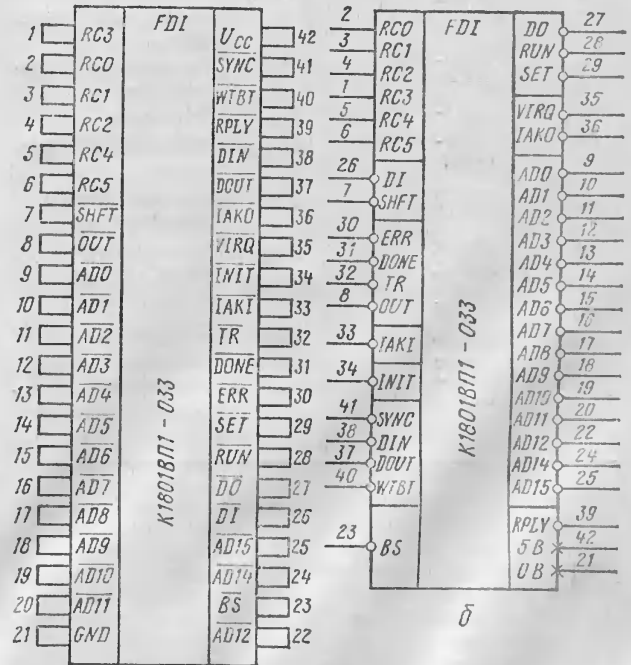 FDI
1 RC3 U͟cc 42
2 RC0 SYNC 41
3 RC1 WTBT 40
4 RC2 RPLY 39
5 RC4 DIN 38
6 RC5 DOUT 37
7 SHFT IAKO 36
8 OUT VIRQ 35
9 AD0 INIT 34
10 AD1 IAKI 33
11 AD2 TR 32
12 AD3 DONE 31
13 AD4 ERR 30
14 AD5 SET 29
15 AD6 RUN 28
16 AD7 DO 27
17 AD8 DI 26
18 AD9 AD15 25
19 AD10 AD14 24
20 AD11 BS 23
21 GND AD12 22
К1801ВП1-033
FDI
2 RC0
3 RC1
4 RC2
1 RC3
5 RC4
6 RC5
26 DI
7 SHFT
30 ERR
31 DONE
32 TR
8 OUT
33 IAKI
34 INIT
41 SYNC
38 DIN
37 DOUT
40 WTBT
23 BS
К1801ВП1-033
DO 27
RUN 28
SET 29
VIRQ 35
IAKO 36
AD0 9
AD1 10
AD2 11
AD3 12
AD4 13
AD5 14
AD6 15
AD7 16
AD8 17
AD9 18
AD10 19
AD11 20
AD12 22
AD14 24
AD15 25
RPLY 39
5B 42
0B 21
б